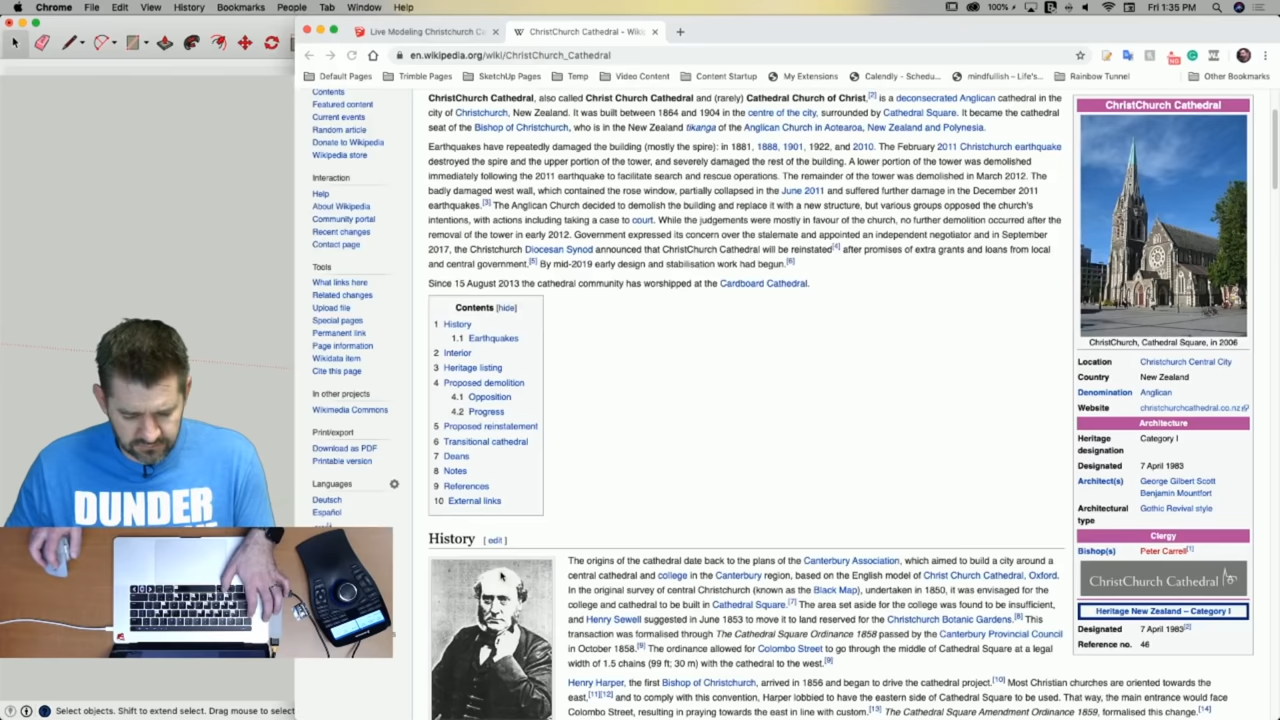 Chrome File Edit View History Bookmarks People Tab Window Help 100% Fri 1:35 PM
Live Modeling Christchurch Ca
ChristChurch Cathedral - Wiki
en.wikipedia.org/wiki/ChristChurch_Cathedral
Default Pages Trimble Pages SketchUp Pages Temp Video Content Content Startup My Extensions Calendly - Schedu... mindfullish – Life's... Rainbow Tunnel Other Bookmarks
Contents
Featured content
Current events
Random article
Donate to Wikipedia
Wikipedia store
Interaction
Help
About Wikipedia
Community portal
Recent changes
Contact page
Tools
What links here
Related changes
Upload file
Special pages
Permanent link
Page information
Wikidata item
Cite this page
In other projects
Wikimedia Commons
Print/export
Download as PDF
Printable version
Languages
Deutsch
Español
ChristChurch Cathedral, also called Christ Church Cathedral and (rarely) Cathedral Church of Christ,[2] is a deconsecrated Anglican cathedral in the
city of Christchurch, New Zealand. It was built between 1864 and 1904 in the centre of the city, surrounded by Cathedral Square. It became the cathedral
seat of the Bishop of Christchurch, who is in the New Zealand tikanga of the Anglican Church in Aotearoa, New Zealand and Polynesia.
Earthquakes have repeatedly damaged the building (mostly the spire): in 1881, 1888, 1901, 1922, and 2010. The February 2011 Christchurch earthquake
destroyed the spire and the upper portion of the tower, and severely damaged the rest of the building. A lower portion of the tower was demolished
immediately following the 2011 earthquake to facilitate search and rescue operations. The remainder of the tower was demolished in March 2012. The
badly damaged west wall, which contained the rose window, partially collapsed in the June 2011 and suffered further damage in the December 2011
earthquakes.[3] The Anglican Church decided to demolish the building and replace it with a new structure, but various groups opposed the church's
intentions, with actions including taking a case to court. While the judgements were mostly in favour of the church, no further demolition occurred after the
removal of the tower in early 2012. Government expressed its concern over the stalemate and appointed an independent negotiator and in September
2017, the Christchurch Diocesan Synod announced that ChristChurch Cathedral will be reinstated[4] after promises of extra grants and loans from local
and central government.[5] By mid-2019 early design and stabilisation work had begun.[6]
Since 15 August 2013 the cathedral community has worshipped at the Cardboard Cathedral.
Contents [hide]
1 History
1.1 Earthquakes
2 Interior
3 Heritage listing
4 Proposed demolition
4.1 Opposition
4.2 Progress
5 Proposed reinstatement
6 Transitional cathedral
7 Deans
8 Notes
9 References
10 External links
History [ edit ]
The origins of the cathedral date back to the plans of the Canterbury Association, which aimed to build a city around a
central cathedral and college in the Canterbury region, based on the English model of Christ Church Cathedral, Oxford.
In the original survey of central Christchurch (known as the Black Map), undertaken in 1850, it was envisaged for the
college and cathedral to be built in Cathedral Square.[7] The area set aside for the college was found to be insufficient,
and Henry Sewell suggested in June 1853 to move it to land reserved for the Christchurch Botanic Gardens.[8] This
transaction was formalised through The Cathedral Square Ordinance 1858 passed by the Canterbury Provincial Council
in October 1858.[9] The ordinance allowed for Colombo Street to go through the middle of Cathedral Square at a legal
width of 1.5 chains (99 ft; 30 m) with the cathedral to the west.[9]
Henry Harper, the first Bishop of Christchurch, arrived in 1856 and began to drive the cathedral project.[10] Most Christian churches are oriented towards the
east,[11][12] and to comply with this convention, Harper lobbied to have the eastern side of Cathedral Square to be used. That way, the main entrance would face
Colombo Street, resulting in praying towards the east in line with custom.[13] The Cathedral Square Amendment Ordinance 1859, formalised this change.[14]
ChristChurch Cathedral
ChristChurch, Cathedral Square, in 2006
Location Christchurch Central City
Country New Zealand
Denomination Anglican
Website christchurchcathedral.co.nz
Architecture
Heritage designation Category I
Designated 7 April 1983
Architect(s) George Gilbert Scott
Benjamin Mountfort
Architectural type Gothic Revival style
Clergy
Bishop(s) Peter Carrell[1]
ChristChurch Cathedral
Heritage New Zealand – Category I
Designated 7 April 1983[2]
Reference no. 46
DUNDER
Select objects. Shift to extend select. Drag mouse to select